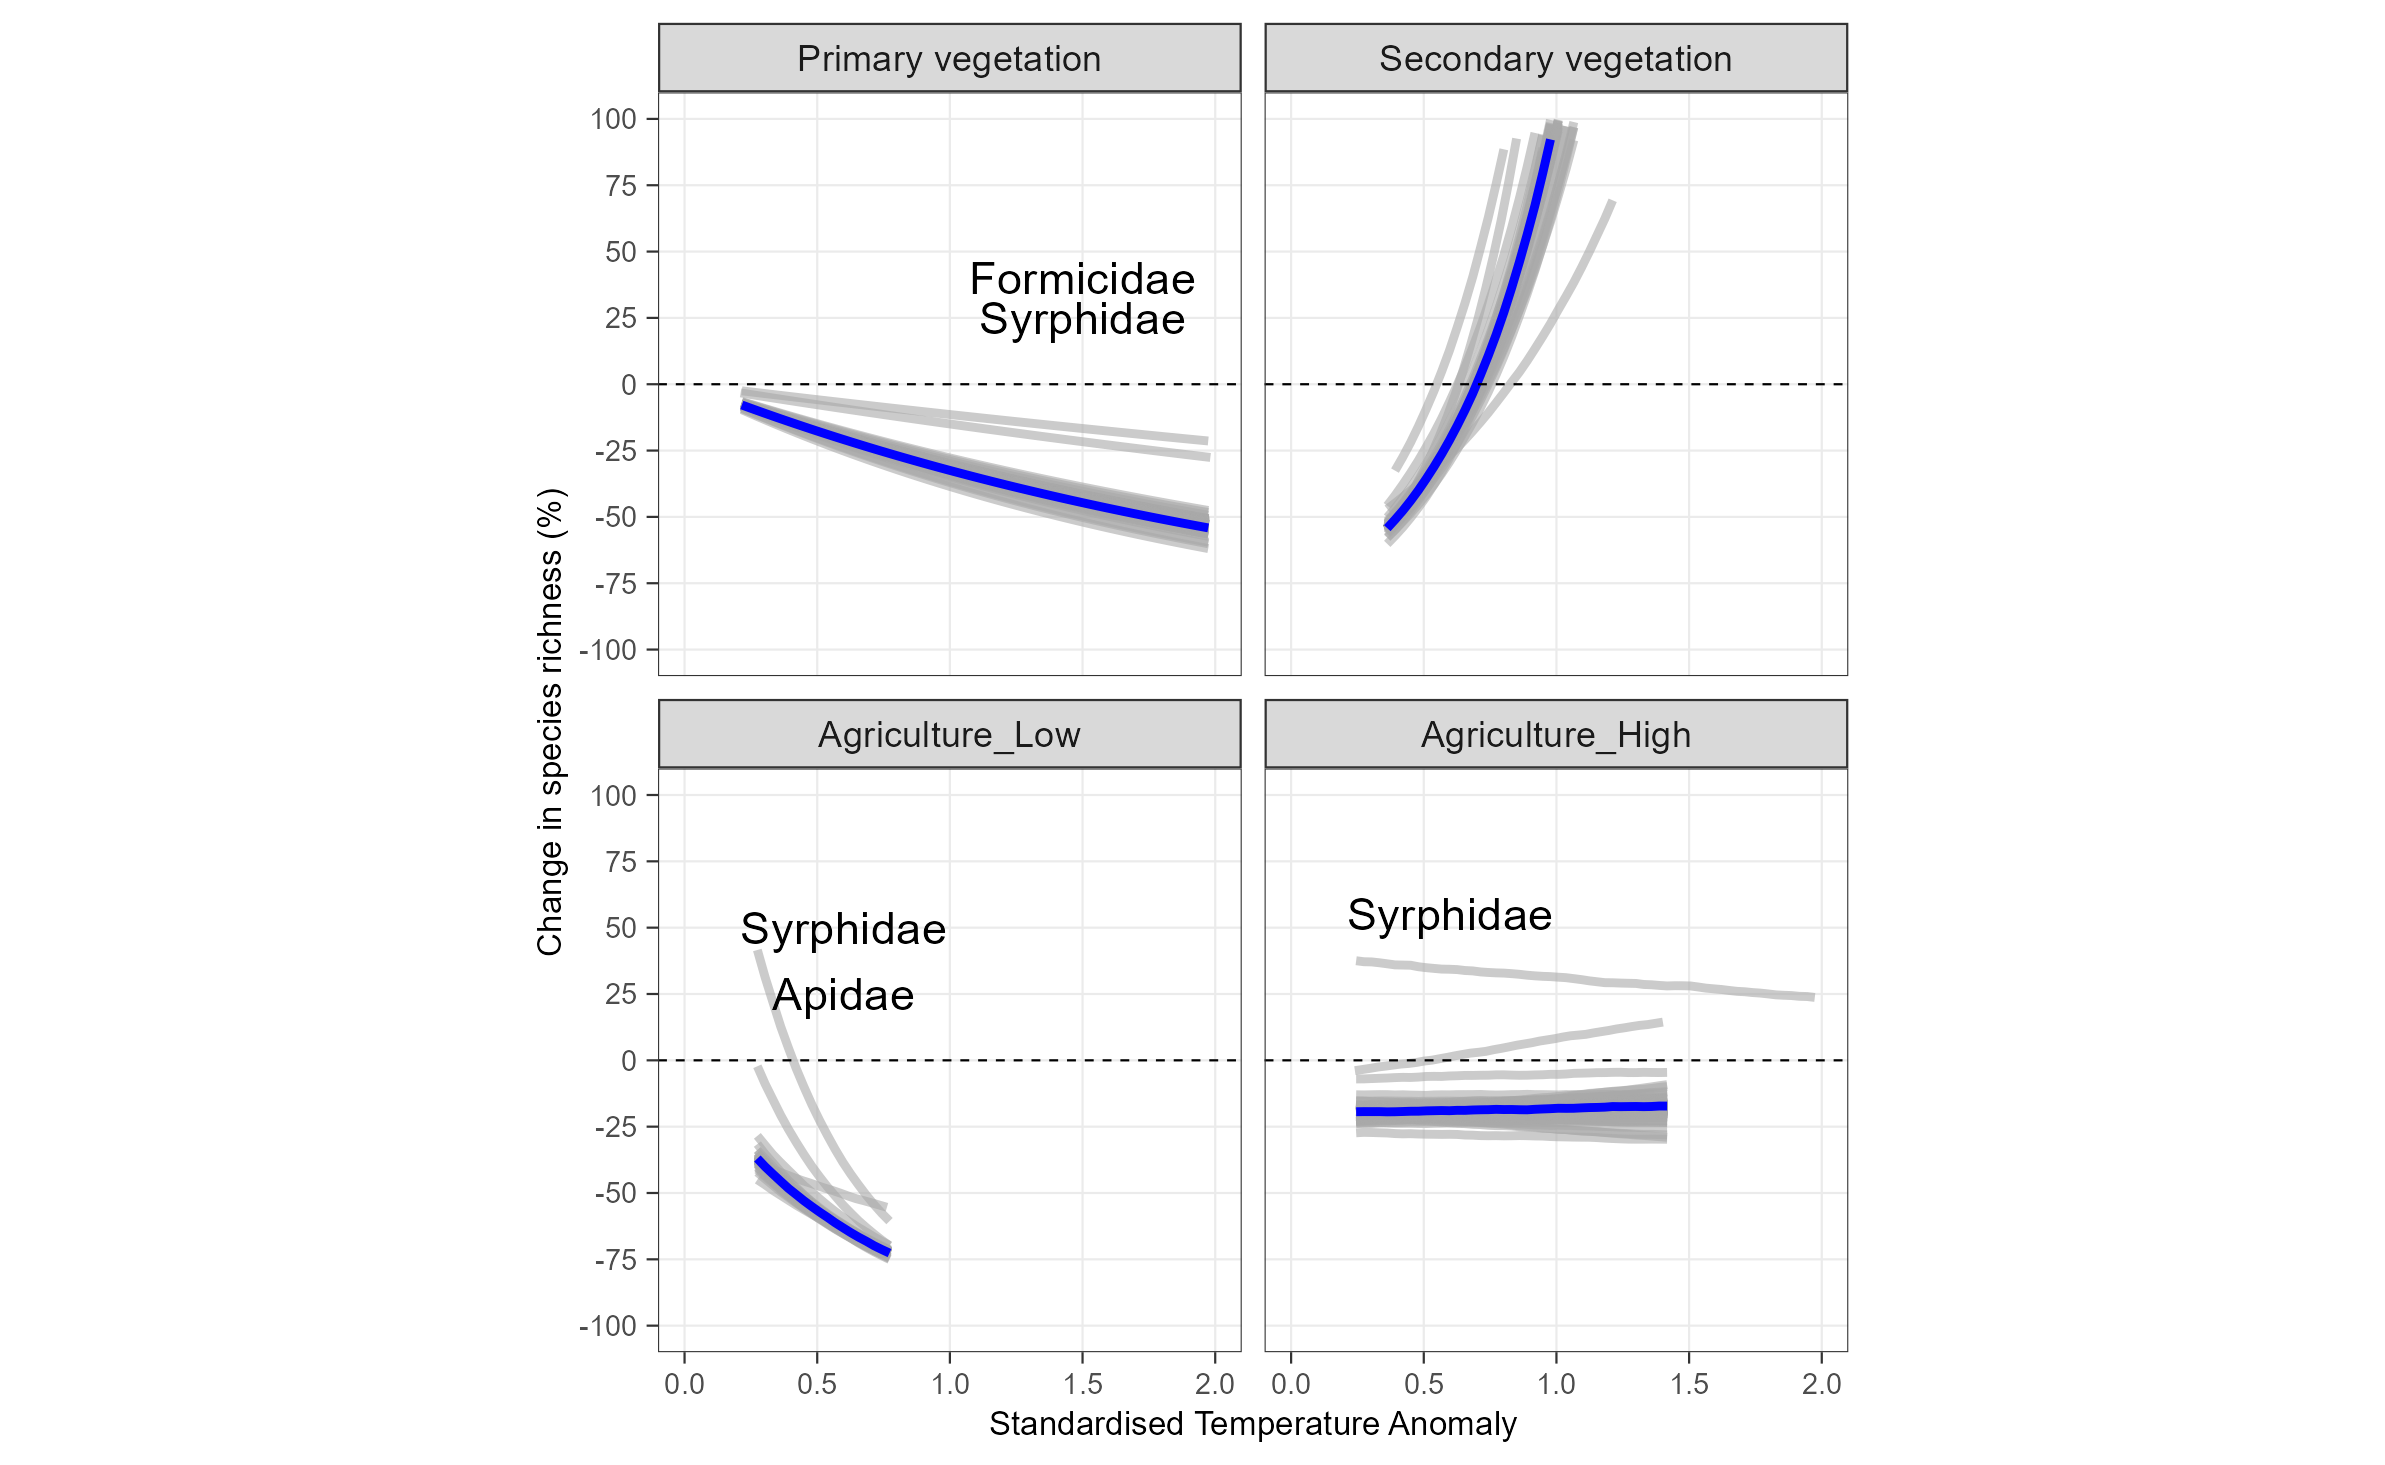 Primary vegetation
Secondary vegetation
100
75
50
25
0
-25
-50
-75
-100
Formicidae
Syrphidae
Change in species richness (%)
Agriculture_Low
Agriculture_High
100
75
50
25
0
-25
-50
-75
-100
Syrphidae
Apidae
Syrphidae
0.0 0.5 1.0 1.5 2.0
0.0 0.5 1.0 1.5 2.0
Standardised Temperature Anomaly